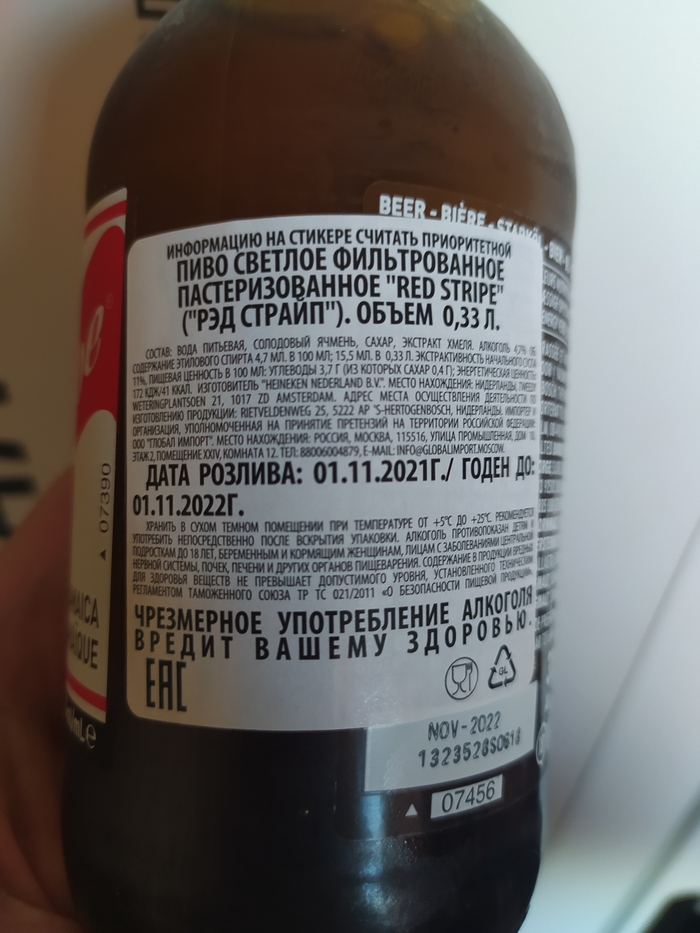 BEER - BIÈRE -
ИНФОРМАЦИЮ НА СТИКЕРЕ СЧИТАТЬ ПРИОРИТЕТНОЙ
ПИВО СВЕТЛОЕ ФИЛЬТРОВАННОЕ
ПАСТЕРИЗОВАННОЕ "RED STRIPE"
("РЭД СТРАЙП"). ОБЪЕМ 0,33 Л.
СОСТАВ: ВОДА ПИТЬЕВАЯ, СОЛОДОВЫЙ ЯЧМЕНЬ, САХАР, ЭКСТРАКТ ХМЕЛЯ. АЛКОГОЛЬ 4,7% ОБ.
СОДЕРЖАНИЕ ЭТИЛОВОГО СПИРТА 4,7 МЛ. В 100 МЛ; 15,5 МЛ. В 0,33 Л. ЭКСТРАКТИВНОСТЬ НАЧАЛЬНОГО СУСЛА
11%, ПИЩЕВАЯ ЦЕННОСТЬ В 100 МЛ: УГЛЕВОДЫ 3,7 Г (ИЗ КОТОРЫХ САХАР 0,4 Г); ЭНЕРГЕТИЧЕСКАЯ ЦЕННОСТЬ:
172 КДЖ/41 ККАЛ. ИЗГОТОВИТЕЛЬ "HEINEKEN NEDERLAND B.V.". МЕСТО НАХОЖДЕНИЯ: НИДЕРЛАНДЫ, TWEEDE
WETERINGPLANTSOEN 21, 1017 ZD AMSTERDAM. АДРЕС МЕСТА ОСУЩЕСТВЛЕНИЯ ДЕЯТЕЛЬНОСТИ ПО
ИЗГОТОВЛЕНИЮ ПРОДУКЦИИ: RIETVELDENWEG 25, 5222 AP 'S-HERTOGENBOSCH, НИДЕРЛАНДЫ. ИМПОРТЕР И
ОРГАНИЗАЦИЯ, УПОЛНОМОЧЕННАЯ НА ПРИНЯТИЕ ПРЕТЕНЗИЙ НА ТЕРРИТОРИИ РОССИЙСКОЙ ФЕДЕРАЦИИ:
ООО "ГЛОБАЛ ИМПОРТ". МЕСТО НАХОЖДЕНИЯ: РОССИЯ, МОСКВА, 115516, УЛИЦА ПРОМЫШЛЕННАЯ, ДОМ
ЭТАЖ 2, ПОМЕЩЕНИЕ XXIV, КОМНАТА 12. ТЕЛ: 88006004879, E-MAIL: INFO@GLOBALIMPORT.MOSCOW.
ДАТА РОЗЛИВА: 01.11.2021Г./ ГОДЕН ДО:
01.11.2022Г.
ХРАНИТЬ В СУХОМ ТЕМНОМ ПОМЕЩЕНИИ ПРИ ТЕМПЕРАТУРЕ ОТ +5°С ДО +25°С. РЕКОМЕНДУЕТСЯ
УПОТРЕБИТЬ НЕПОСРЕДСТВЕННО ПОСЛЕ ВСКРЫТИЯ УПАКОВКИ. АЛКОГОЛЬ ПРОТИВОПОКАЗАН ДЕТЯМ И
ПОДРОСТКАМ ДО 18 ЛЕТ, БЕРЕМЕННЫМ И КОРМЯЩИМ ЖЕНЩИНАМ, ЛИЦАМ С ЗАБОЛЕВАНИЯМИ ЦЕНТРАЛЬНОЙ
НЕРВНОЙ СИСТЕМЫ, ПОЧЕК, ПЕЧЕНИ И ДРУГИХ ОРГАНОВ ПИЩЕВАРЕНИЯ. СОДЕРЖАНИЕ В ПРОДУКЦИИ ВРЕДНЫХ
ДЛЯ ЗДОРОВЬЯ ВЕЩЕСТВ НЕ ПРЕВЫШАЕТ ДОПУСТИМОГО УРОВНЯ, УСТАНОВЛЕННОГО ТЕХНИЧЕСКИМ
РЕГЛАМЕНТОМ ТАМОЖЕННОГО СОЮЗА ТР ТС 021/2011 «О БЕЗОПАСНОСТИ ПИЩЕВОЙ ПРОДУКЦИИ»
ЧРЕЗМЕРНОЕ УПОТРЕБЛЕНИЕ АЛКОГОЛЯ
ВРЕДИТ ВАШЕМУ ЗДОРОВЬЮ.
EAC
GL
NOV-2022
1323528S0618
07456
07390